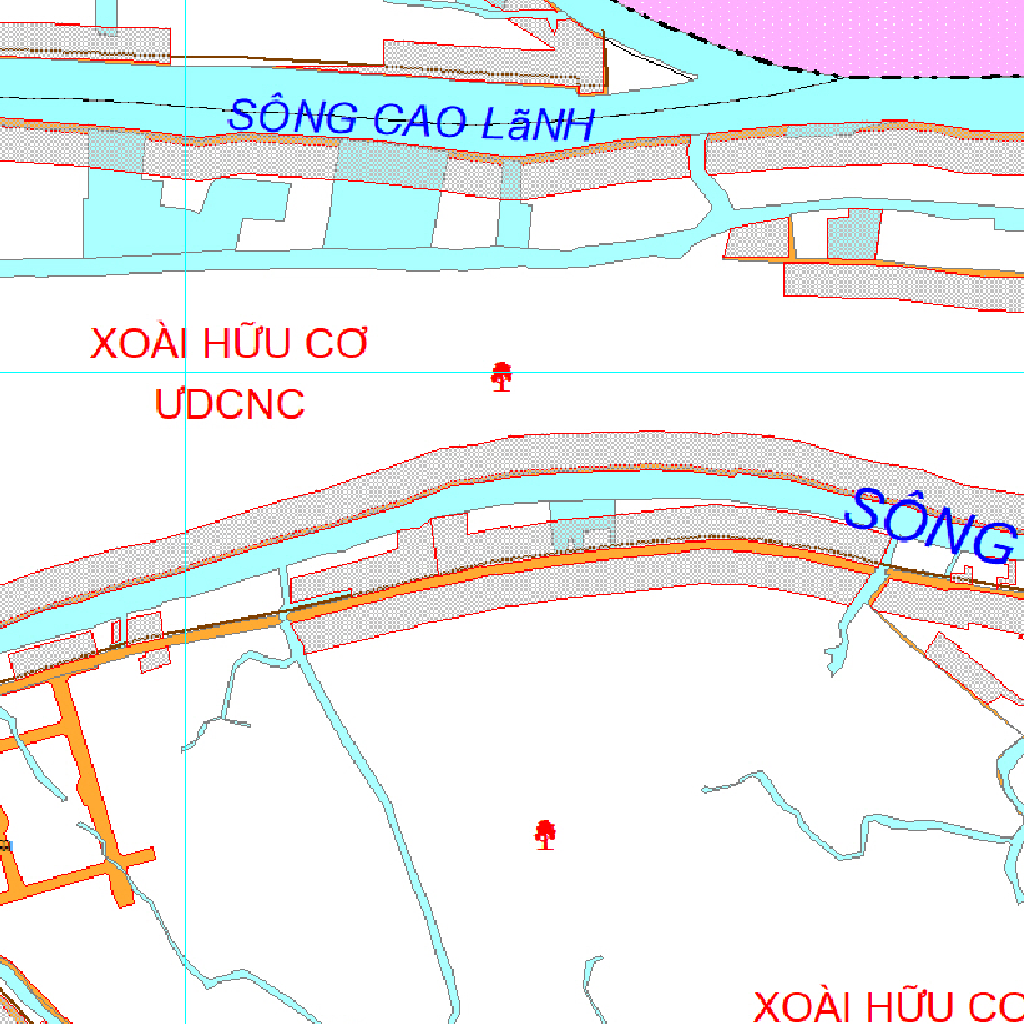 SÔNG CAO LãNH
XOÀI HỮU CƠ
ƯDCNC
SÔNG
XOÀI HỮU CƠ